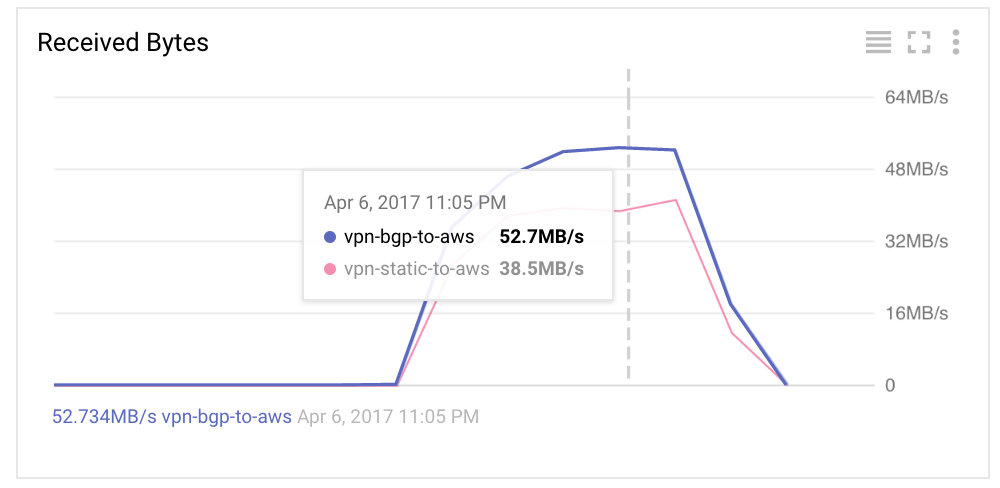 Received Bytes
64MB/s
48MB/s
Apr 6, 2017 11:05 PM
vpn-bgp-to-aws 52.7MB/s
32MB/s
vpn-static-to-aws 38.5MB/s
16MB/s
0
52.734MB/s vpn-bgp-to-aws Apr 6, 2017 11:05 PM